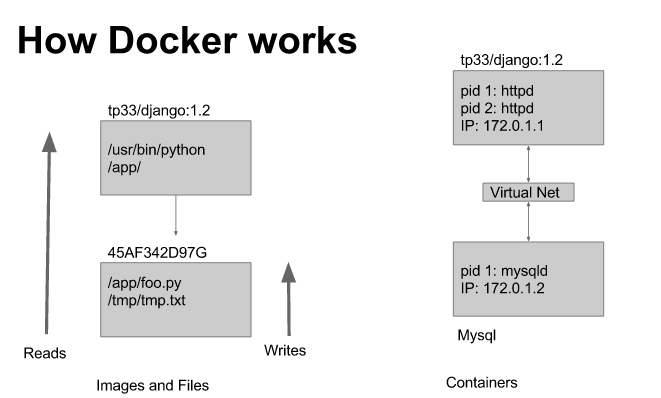 How Docker works
tp33/django:1.2
/usr/bin/python
/app/
45AF342D97G
/app/foo.py
/tmp/tmp.txt
Reads
Writes
Images and Files
tp33/django:1.2
pid 1: httpd
pid 2: httpd
IP: 172.0.1.1
Virtual Net
pid 1: mysqld
IP: 172.0.1.2
Mysql
Containers